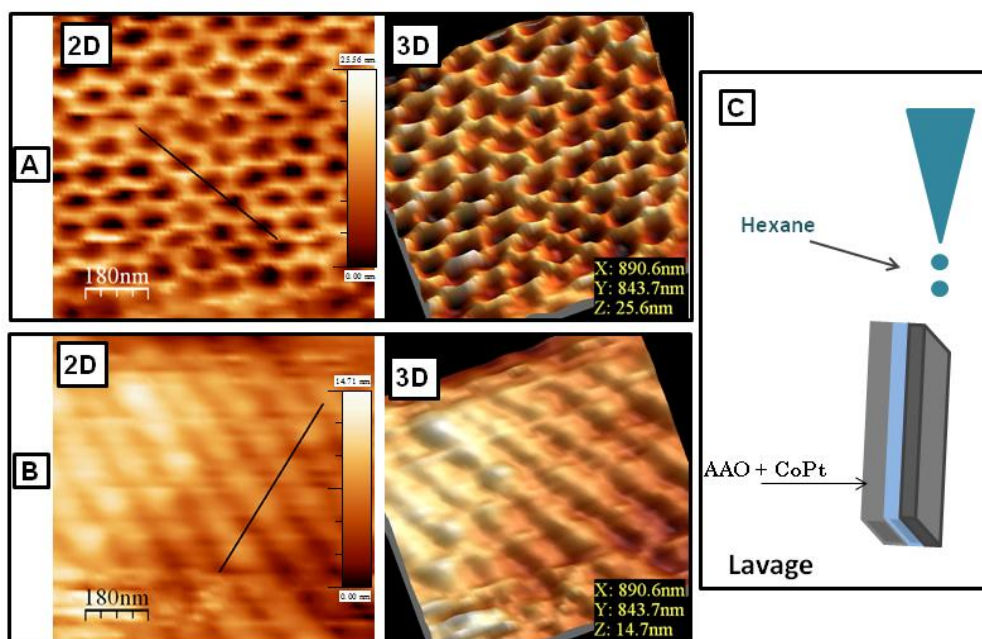 A
2D
25.56 nm
0.00 nm
180nm
3D
X: 890.6nm
Y: 843.7nm
Z: 25.6nm
B
2D
14.71 nm
0.00 nm
180nm
3D
X: 890.6nm
Y: 843.7nm
Z: 14.7nm
C
Hexane
AAO + CoPt
Lavage